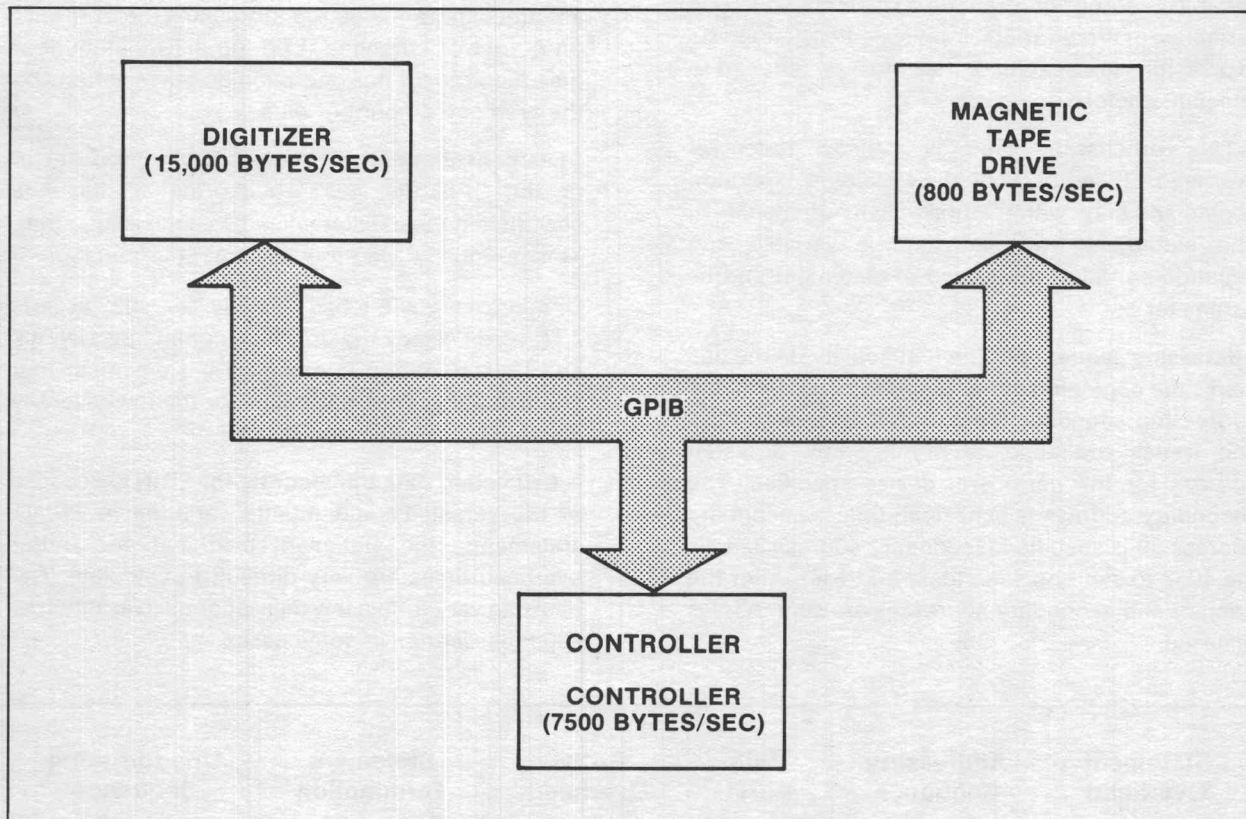 DIGITIZER
(15,000 BYTES/SEC)
MAGNETIC
TAPE
DRIVE
(800 BYTES/SEC)
GPIB
CONTROLLER
CONTROLLER
(7500 BYTES/SEC)